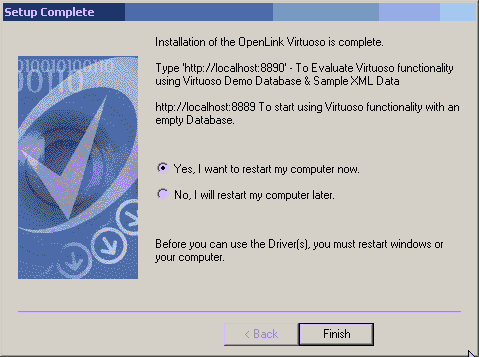 Setup Complete
Installation of the OpenLink Virtuoso is complete.
Type 'http://localhost:8890' - To Evaluate Virtuoso functionality
using Virtuoso Demo Database & Sample XML Data
http://localhost:8889 To start using Virtuoso functionality with an
empty Database.
Yes, I want to restart my computer now.
No, I will restart my computer later.
Before you can use the Driver(s), you must restart windows or
your computer.
< Back
Finish